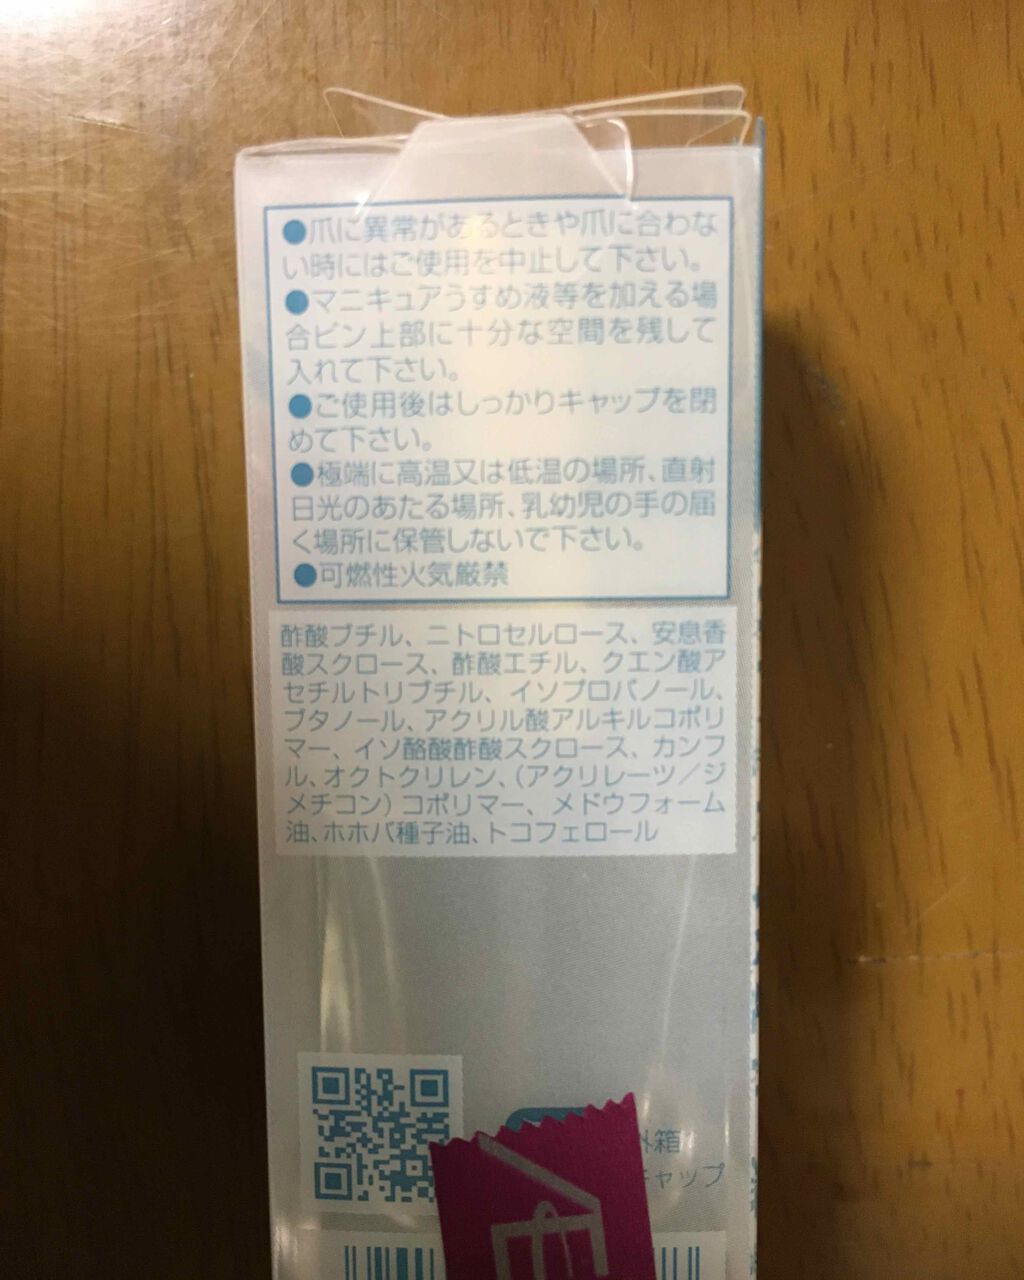 ●爪に異常があるときや爪に合わな
い時にはご使用を中止して下さい。
●マニキュアうすめ液等を加える場
合ビン上部に十分な空間を残して
入れて下さい。
●ご使用後はしっかりキャップを閉
めて下さい。
●極端に高温又は低温の場所、直射
日光のあたる場所、乳幼児の手の届
く場所に保管しないで下さい。
●可燃性火気厳禁
酢酸ブチル、ニトロセルロース、安息香
酸スクロース、酢酸エチル、クエン酸ア
セチルトリブチル、イソプロパノール、
ブタノール、アクリル酸アルキルコポリ
マー、イソ酪酸酢酸スクロース、カンフ
ル、オクトクリレン、(アクリレーツ/ジ
メチコン)コポリマー、メドウフォーム
油、ホホバ種子油、トコフェロール
外箱
キャップ